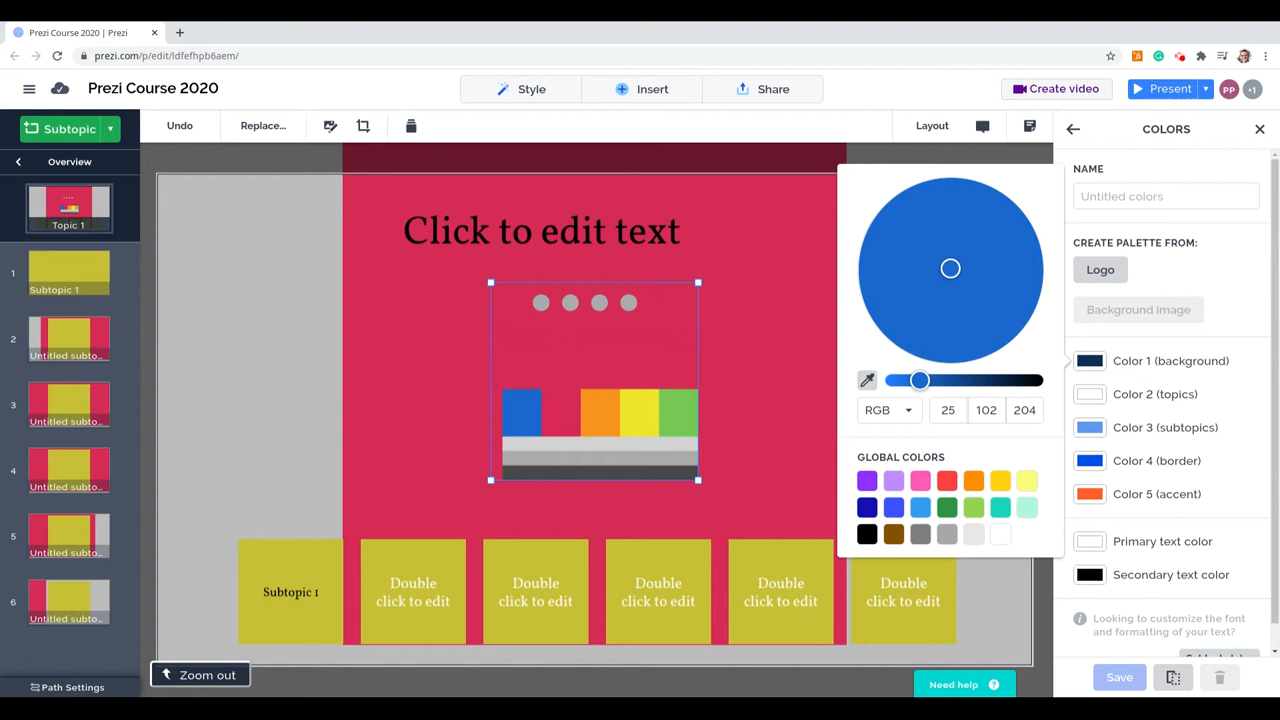 Prezi Course 2020 | Prezi
prezi.com/p/edit/ldfefhpb6aem/
Prezi Course 2020
Style
Insert
Share
Create video
Present
PP
+1
Subtopic
Undo
Replace...
Layout
COLORS
Overview
Topic 1
1
Subtopic 1
2
Untitled subto...
3
Untitled subto...
4
Untitled subto...
5
Untitled subto...
6
Untitled subto...
Path Settings
Click to edit text
Subtopic 1
Double
click to edit
Double
click to edit
Double
click to edit
Double
click to edit
Double
click to edit
Zoom out
Need help ?
RGB
25
102
204
GLOBAL COLORS
NAME
Untitled colors
CREATE PALETTE FROM:
Logo
Background image
Color 1 (background)
Color 2 (topics)
Color 3 (subtopics)
Color 4 (border)
Color 5 (accent)
Primary text color
Secondary text color
Looking to customize the font
and formatting of your text?
Save